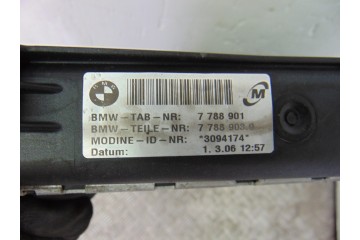 BMW-TAB-NR: 7 788 901
BMW-TEILE-NR: 7 788 903.0
MODINE-ID-NR: *3094174*
Datum: 1. 3.06 12:57